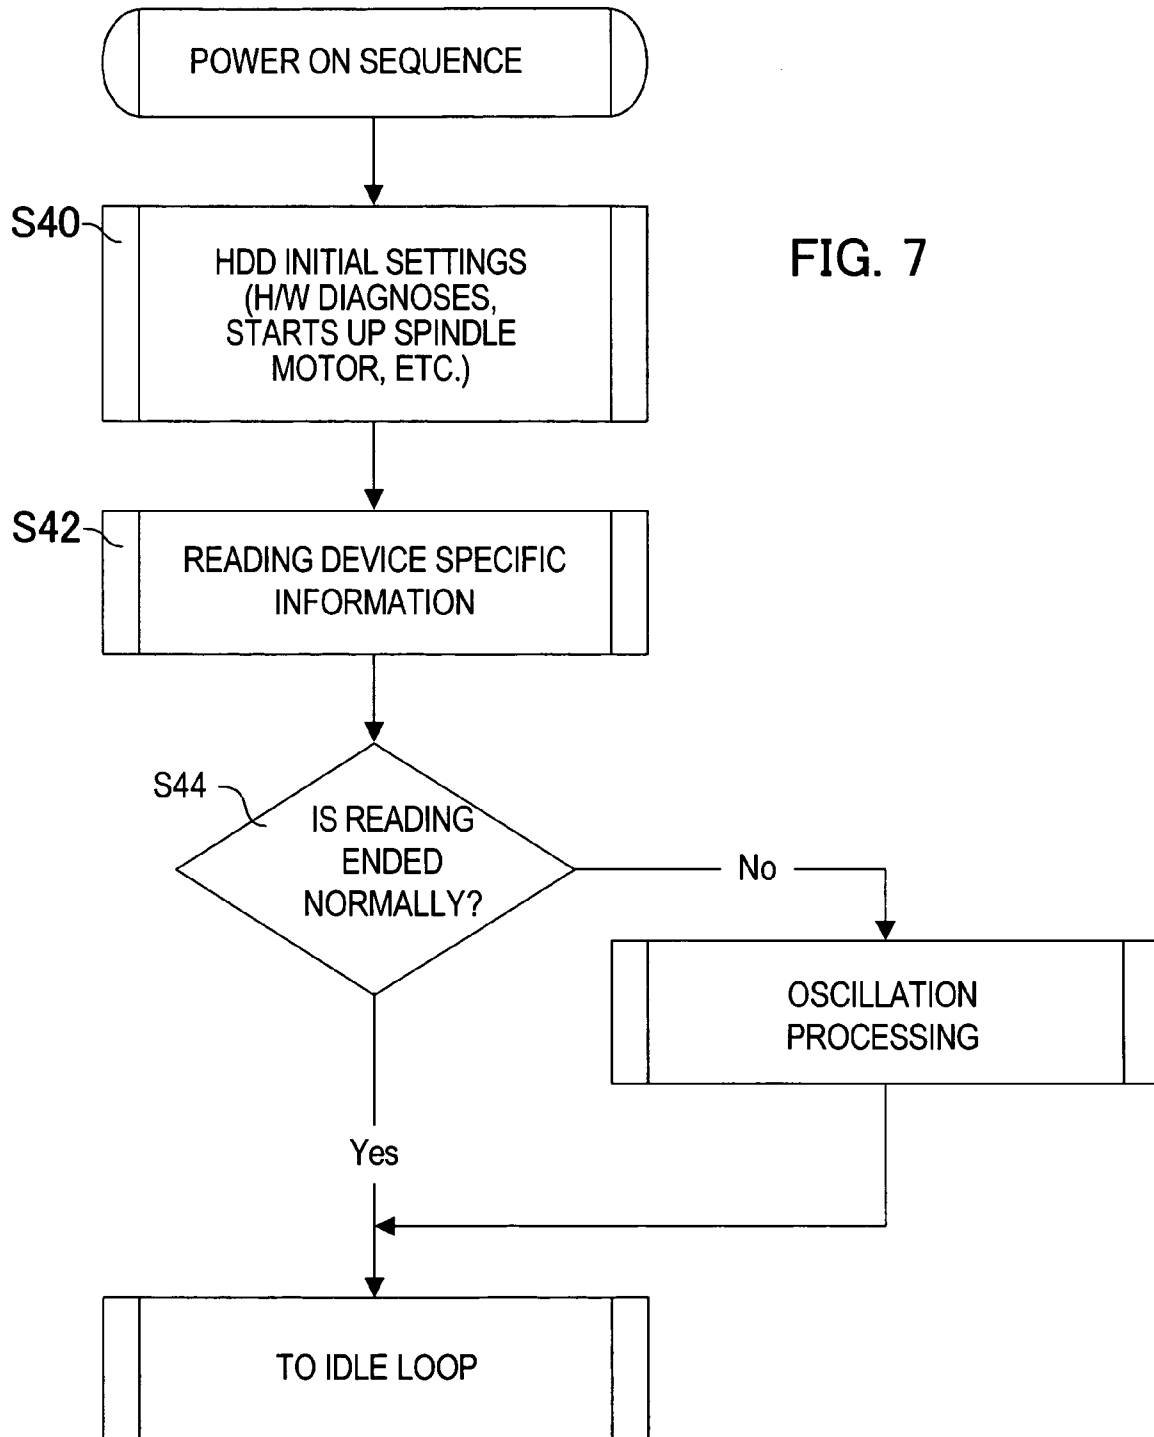 POWER ON SEQUENCE
S40
HDD INITIAL SETTINGS
(H/W DIAGNOSES,
STARTS UP SPINDLE
MOTOR, ETC.)
FIG. 7
S42
READING DEVICE SPECIFIC
INFORMATION
S44
IS READING
ENDED
NORMALLY?
No
OSCILLATION
PROCESSING
Yes
TO IDLE LOOP